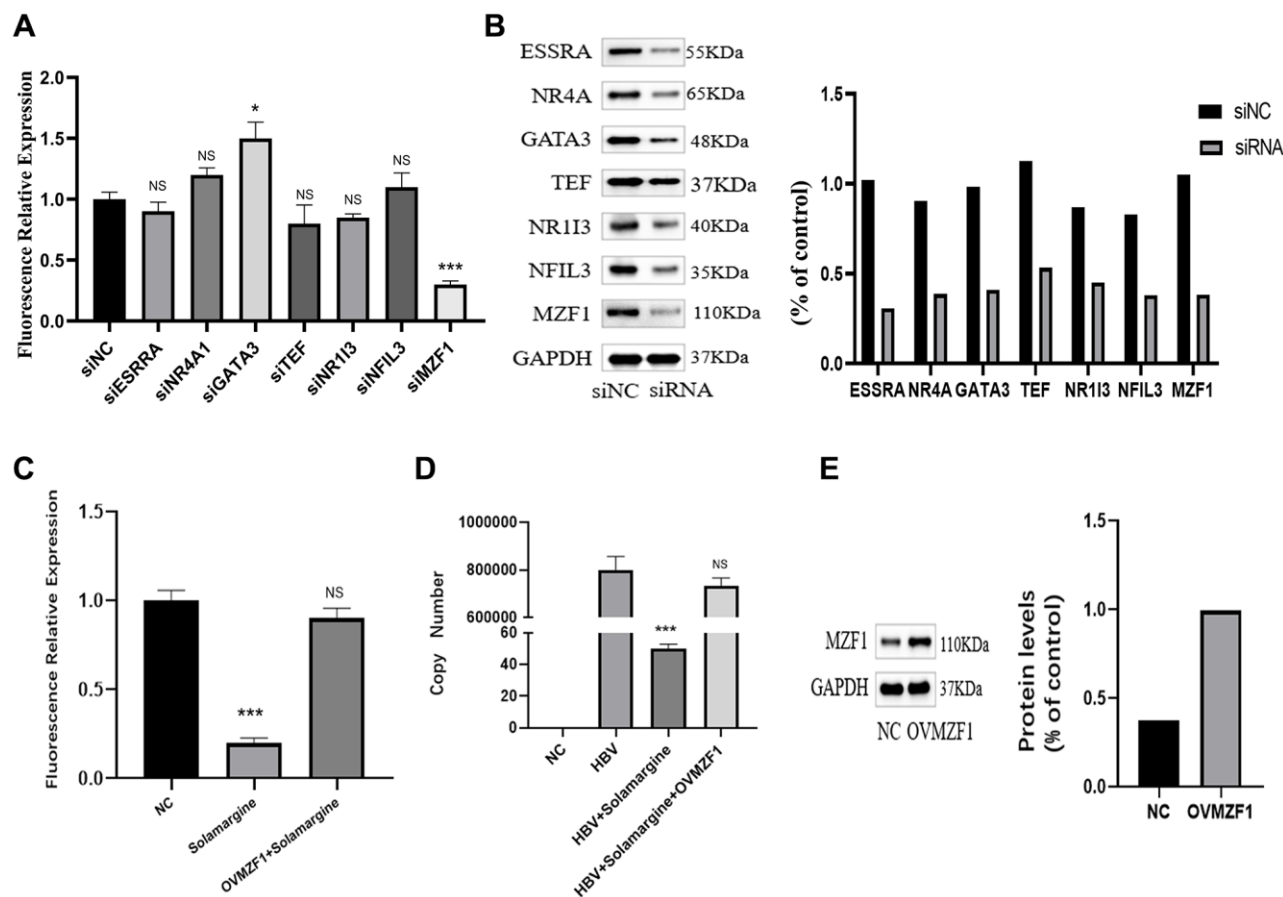 A
Fluorescence Relative Expression
2.0
1.5
1.0
0.5
0.0
NS
NS
*
NS
NS
NS
***
siNC
siESRRA
siNR4A1
siGATA3
siTEF
siNR1I3
siNFIL3
siMZF1
B
ESSRA 55KDa
NR4A 65KDa
GATA3 48KDa
TEF 37KDa
NR1I3 40KDa
NFIL3 35KDa
MZF1 110KDa
GAPDH 37KDa
siNC siRNA
(% of control)
1.5
1.0
0.5
0.0
siNC
siRNA
ESSRA NR4A GATA3 TEF NR1I3 NFIL3 MZF1
C
Fluorescence Relative Expression
1.5
1.0
0.5
0.0
***
NS
NC
Solamargine
OVMZF1+Solamargine
D
Copy Number
1000000
800000
600000
60
40
20
0
***
NS
NC
HBV
HBV+Solamargine
HBV+Solamargine+OVMZF1
E
MZF1 110KDa
GAPDH 37KDa
NC OVMZF1
Protein levels
(% of control)
1.5
1.0
0.5
0.0
NC OVMZF1